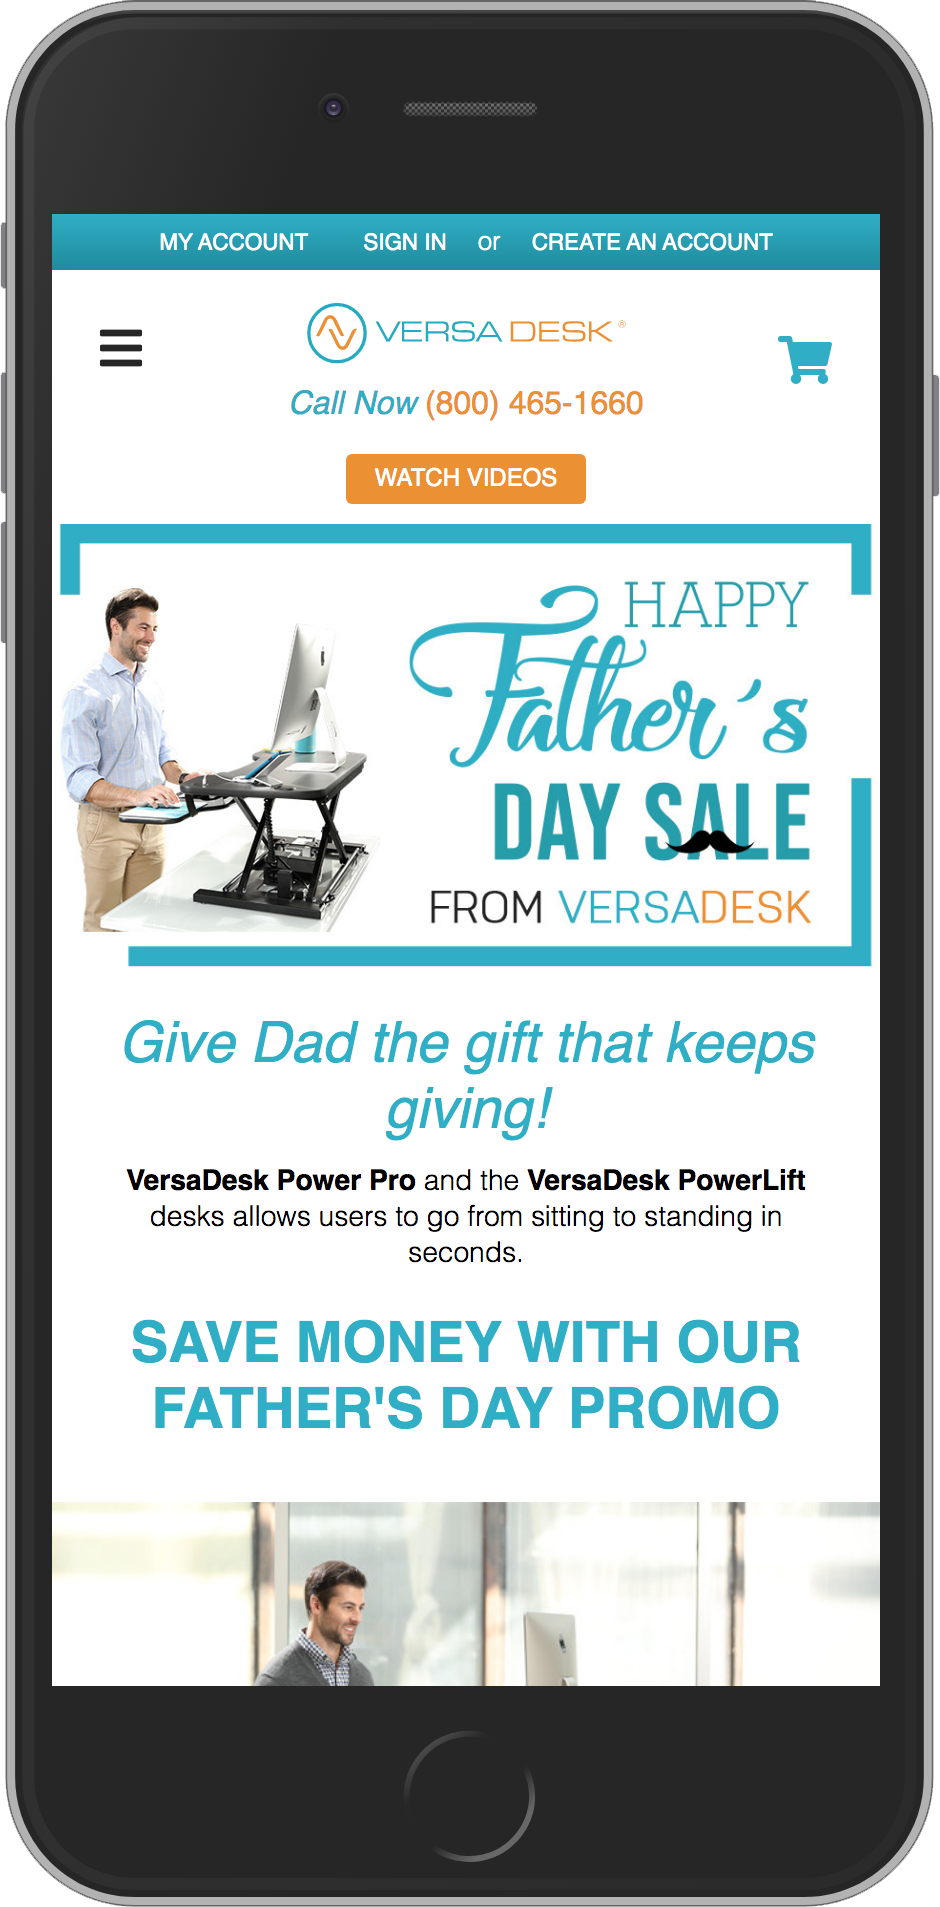 MY ACCOUNT SIGN IN or CREATE AN ACCOUNT
VERSA DESK®
Call Now (800) 465-1660
WATCH VIDEOS
HAPPY
Father's
DAY SALE
FROM VERSADESK
Give Dad the gift that keeps
giving!
VersaDesk Power Pro and the VersaDesk PowerLift
desks allows users to go from sitting to standing in
seconds.
SAVE MONEY WITH OUR
FATHER'S DAY PROMO